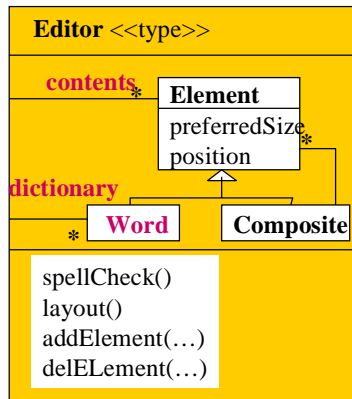 Editor <<type>>
contents
*
Element
preferredSize
*
position
dictionary
*
Word
Composite
spellCheck()
layout()
addElement(…)
delELement(…)